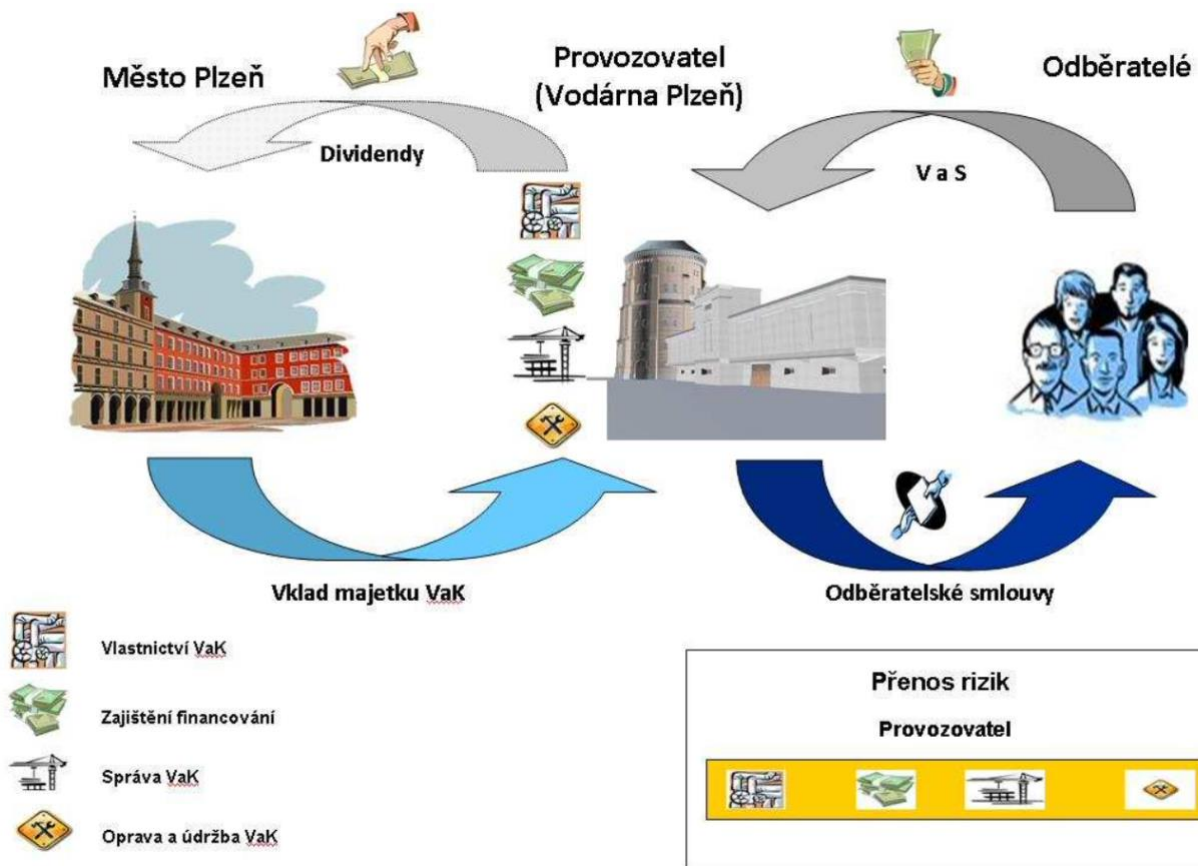 Město Plzeň
Provozovatel
(Vodárna Plzeň)
Odběratelé
Dividendy
V a S
Vklad majetku VaK
Odběratelské smlouvy
Vlastnictví VaK
Zajištění financování
Správa VaK
Oprava a údržba VaK
Přenos rizik
Provozovatel